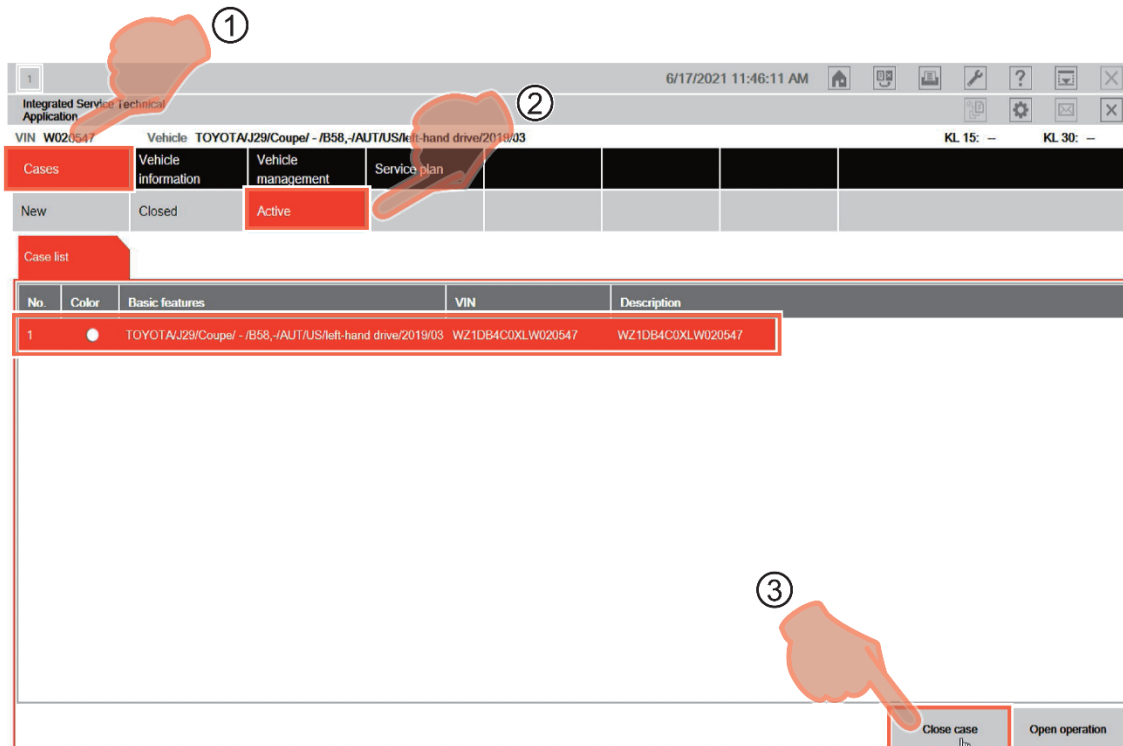 ①
1
6/17/2021 11:46:11 AM
?
Integrated Service Technical
Application
②
VIN W020547 Vehicle TOYOTA/J29/Coupe/ - /B58,-/AUT/US/left-hand drive/2019/03 KL 15: – KL 30: –
Cases
Vehicle
information
Vehicle
management
Service plan
New Closed Active
Case list
No. Color Basic features VIN Description
1 TOYOTA/J29/Coupe/ - /B58,-/AUT/US/left-hand drive/2019/03 WZ1DB4C0XLW020547 WZ1DB4C0XLW020547
③
Close case Open operation